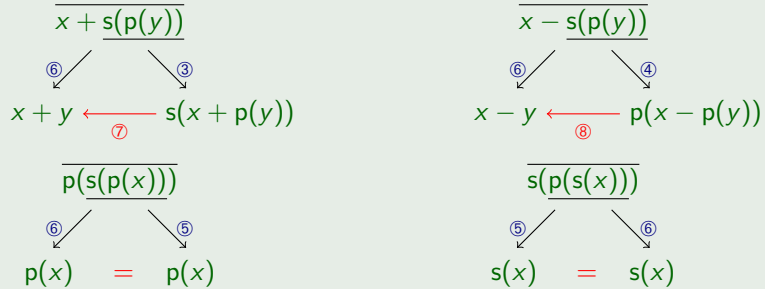 x + s(p(y)) x − s(p(y))
⑥ ③ ⑥ ④
x + y s(x + p(y)) x − y p(x − p(y))
⑦ ⑧
p(s(p(x))) s(p(s(x)))
⑥ ⑤ ⑤ ⑥
p(x) = p(x) s(x) = s(x)